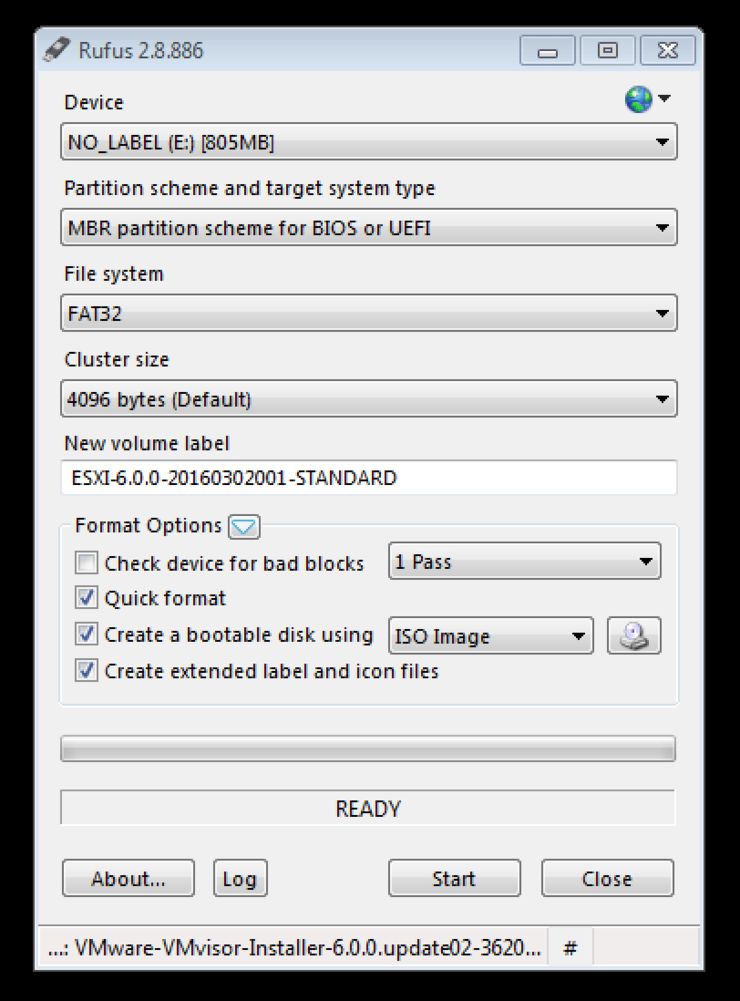 Rufus 2.8.886
Device
NO_LABEL (E:) [805MB]
Partition scheme and target system type
MBR partition scheme for BIOS or UEFI
File system
FAT32
Cluster size
4096 bytes (Default)
New volume label
ESXI-6.0.0-20160302001-STANDARD
Format Options
Check device for bad blocks 1 Pass
Quick format
Create a bootable disk using ISO Image
Create extended label and icon files
READY
About... Log Start Close
...: VMware-VMvisor-Installer-6.0.0.update02-3620... #